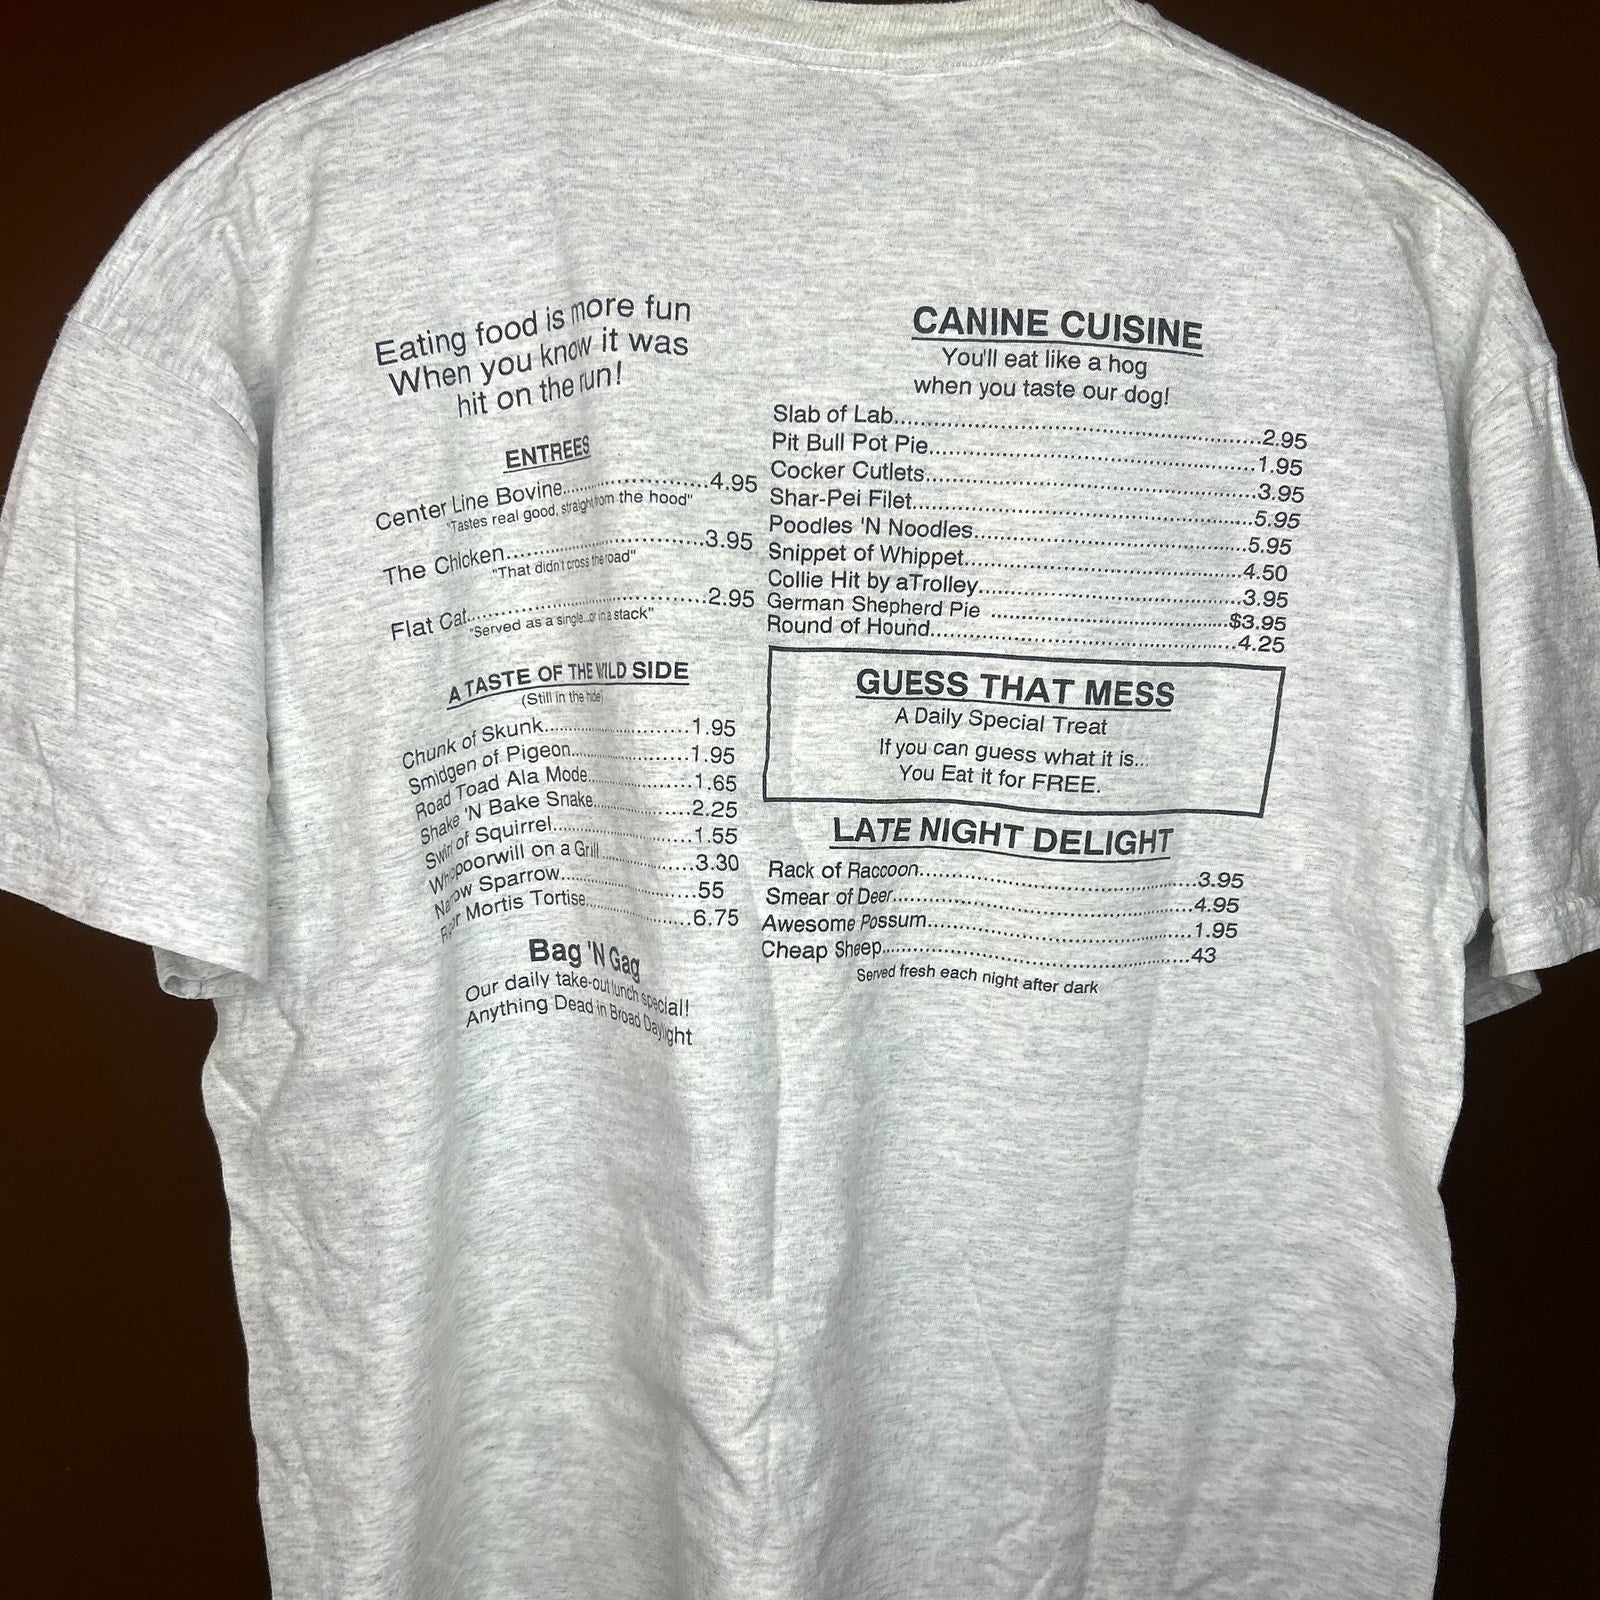 Eating food is more fun
When you know it was
hit on the run!
ENTREES
Center Line Bovine..........................4.95
"Tastes real good, straight from the hood"
The Chicken..........................3.95
"That didn't cross the road"
Flat Cat..........................2.95
"Served as a single...or in a stack"
A TASTE OF THE WILD SIDE
(Still in the hide)
Chunk of Skunk..........................1.95
Smidgen of Pigeon..........................1.95
Road Toad Ala Mode..........................1.65
Shake 'N Bake Snake..........................2.25
Swirl of Squirrel..........................1.55
Whippoorwill on a Grill..........................3.30
Narrow Sparrow..........................55
Rigor Mortis Tortise..........................6.75
Bag 'N Gag
Our daily take-out lunch special!
Anything Dead in Broad Daylight
CANINE CUISINE
You'll eat like a hog
when you taste our dog!
Slab of Lab..........................2.95
Pit Bull Pot Pie..........................1.95
Cocker Cutlets..........................3.95
Shar-Pei Filet..........................5.95
Poodles 'N Noodles..........................5.95
Snippet of Whippet..........................4.50
Collie Hit by aTrolley..........................3.95
German Shepherd Pie ..........................$3.95
Round of Hound..........................4.25
GUESS THAT MESS
A Daily Special Treat
If you can guess what it is...
You Eat it for FREE.
LATE NIGHT DELIGHT
Rack of Raccoon..........................3.95
Smear of Deer..........................4.95
Awesome Possum..........................1.95
Cheap Sheep..........................43
Served fresh each night after dark